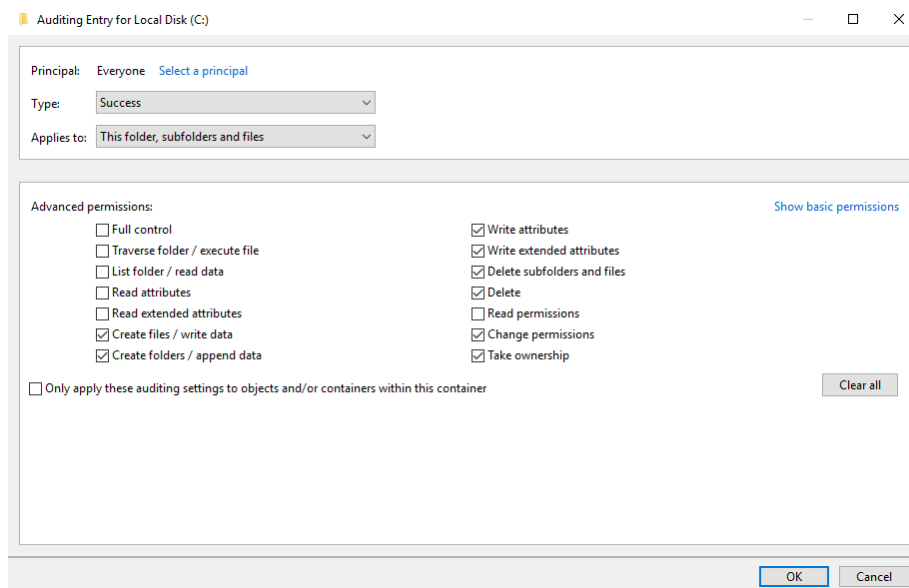 Auditing Entry for Local Disk (C:)
Principal: Everyone Select a principal
Type: Success
Applies to: This folder, subfolders and files
Advanced permissions: Show basic permissions
Full control Write attributes
Traverse folder / execute file Write extended attributes
List folder / read data Delete subfolders and files
Read attributes Delete
Read extended attributes Read permissions
Create files / write data Change permissions
Create folders / append data Take ownership
Only apply these auditing settings to objects and/or containers within this container Clear all
OK Cancel